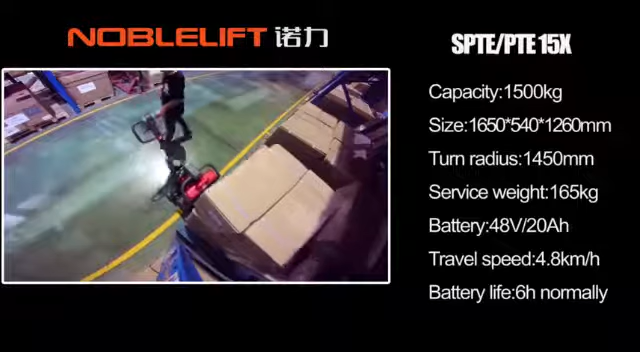 NOBLELIFT 诺力
SPTE/PTE 15X
Capacity:1500kg
Size:1650*540*1260mm
Turn radius:1450mm
Service weight:165kg
Battery:48V/20Ah
Travel speed:4.8km/h
Battery life:6h normally